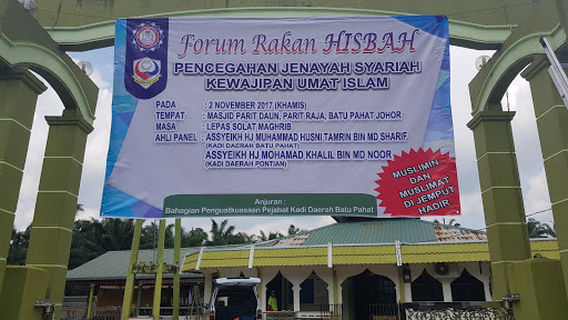 Forum Rakan HISBAH
PENCEGAHAN JENAYAH SYARIAH
KEWAJIPAN UMAT ISLAM
PADA : 2 NOVEMBER 2017 (KHAMIS)
TEMPAT : MASJID PARIT DAUN, PARIT RAJA, BATU PAHAT JOHOR
MASA : LEPAS SOLAT MAGHRIB
AHLI PANEL : ASSYEIKH HJ MUHAMMAD HUSNI TAMRIN BIN MD SHARIF
(KADI DAERAH BATU PAHAT)
ASSYEIKH HJ MOHAMAD KHALIL BIN MD NOOR
(KADI DAERAH PONTIAN)
MUSLIMIN
DAN
MUSLIMAT
DI JEMPUT
HADIR
Anjuran :
Bahagian Penguatkuasaan Pejabat Kadi Daerah Batu Pahat